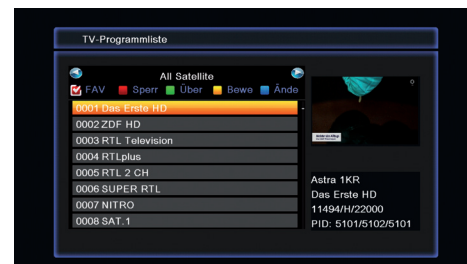 TV-Programmliste
All Satellite
FAV Sperr Über Bewe Ände
0001 Das Erste HD
0002 ZDF HD
0003 RTL Television
0004 RTLplus
0005 RTL 2 CH
0006 SUPER RTL
0007 NITRO
0008 SAT.1
Astra 1KR
Das Erste HD
11494/H/22000
PID: 5101/5102/5101